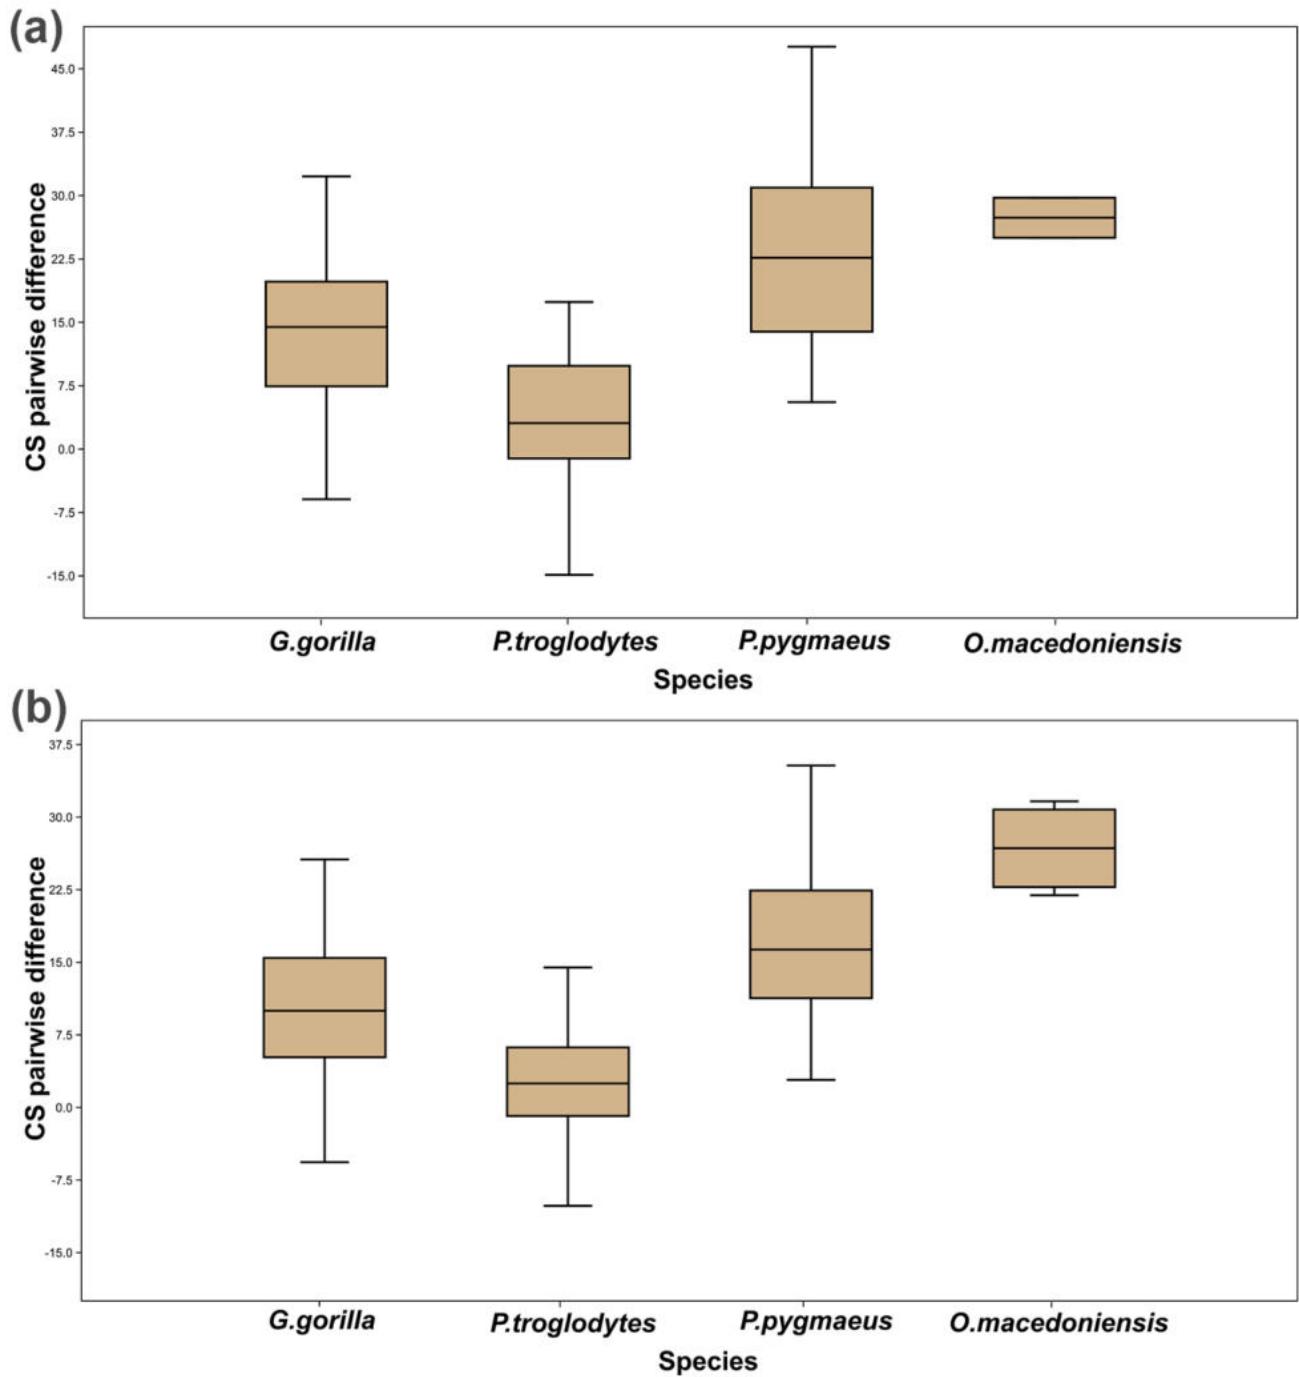 (a)
CS pairwise difference
45.0
37.5
30.0
22.5
15.0
7.5
0.0
-7.5
-15.0
G.gorilla P.troglodytes P.pygmaeus O.macedoniensis
Species
(b)
CS pairwise difference
37.5
30.0
22.5
15.0
7.5
0.0
-7.5
-15.0
G.gorilla P.troglodytes P.pygmaeus O.macedoniensis
Species